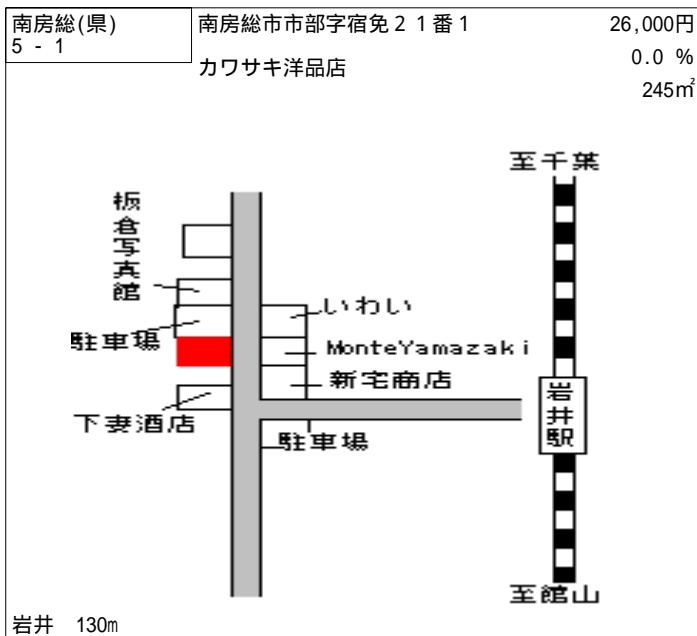 南房総(県)
5 - 1
南房総市市部字宿免２１番1
カワサキ洋品店
26,000円
0.0 %
245㎡
至千葉
板倉写真館
駐車場
いわい
MonteYamazaki
新宅商店
下妻酒店
駐車場
岩井駅
至館山
岩井 130m